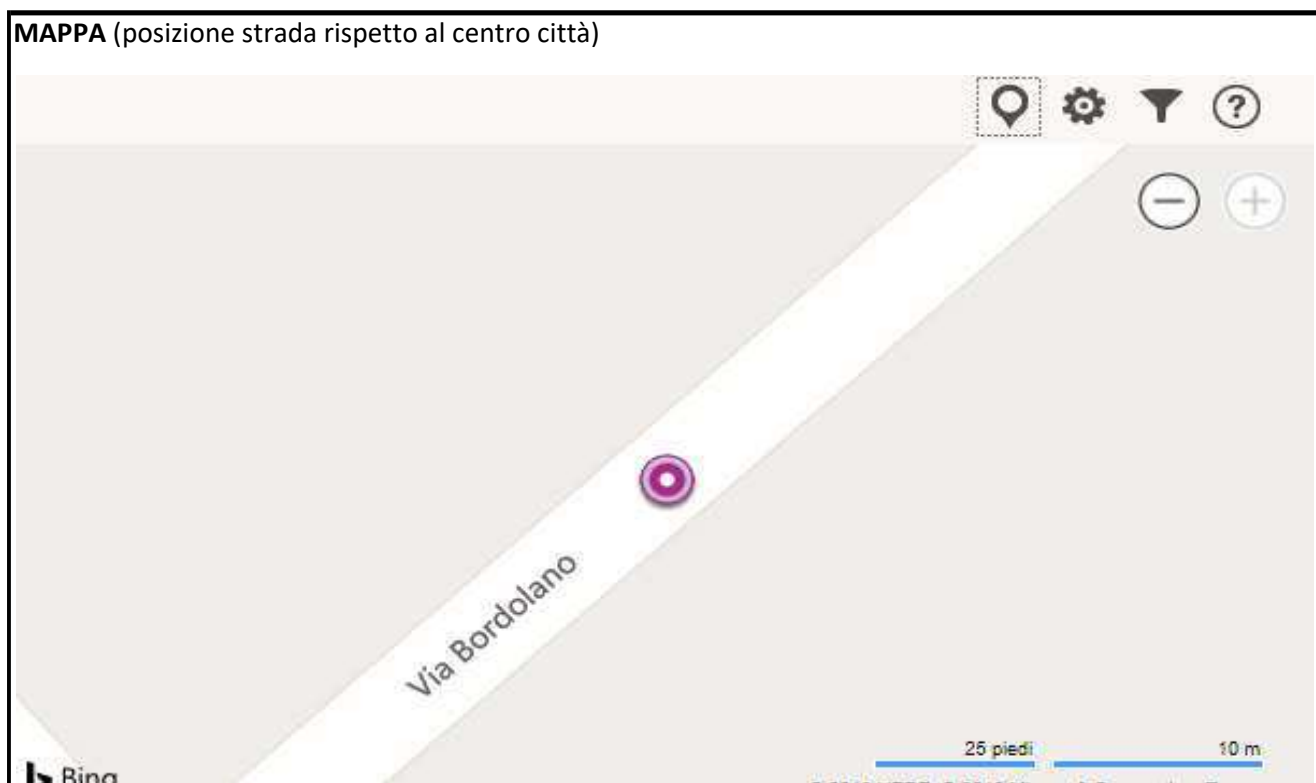 MAPPA (posizione strada rispetto al centro città)
?
Via Bordolano
25 piedi
10 m
Bing